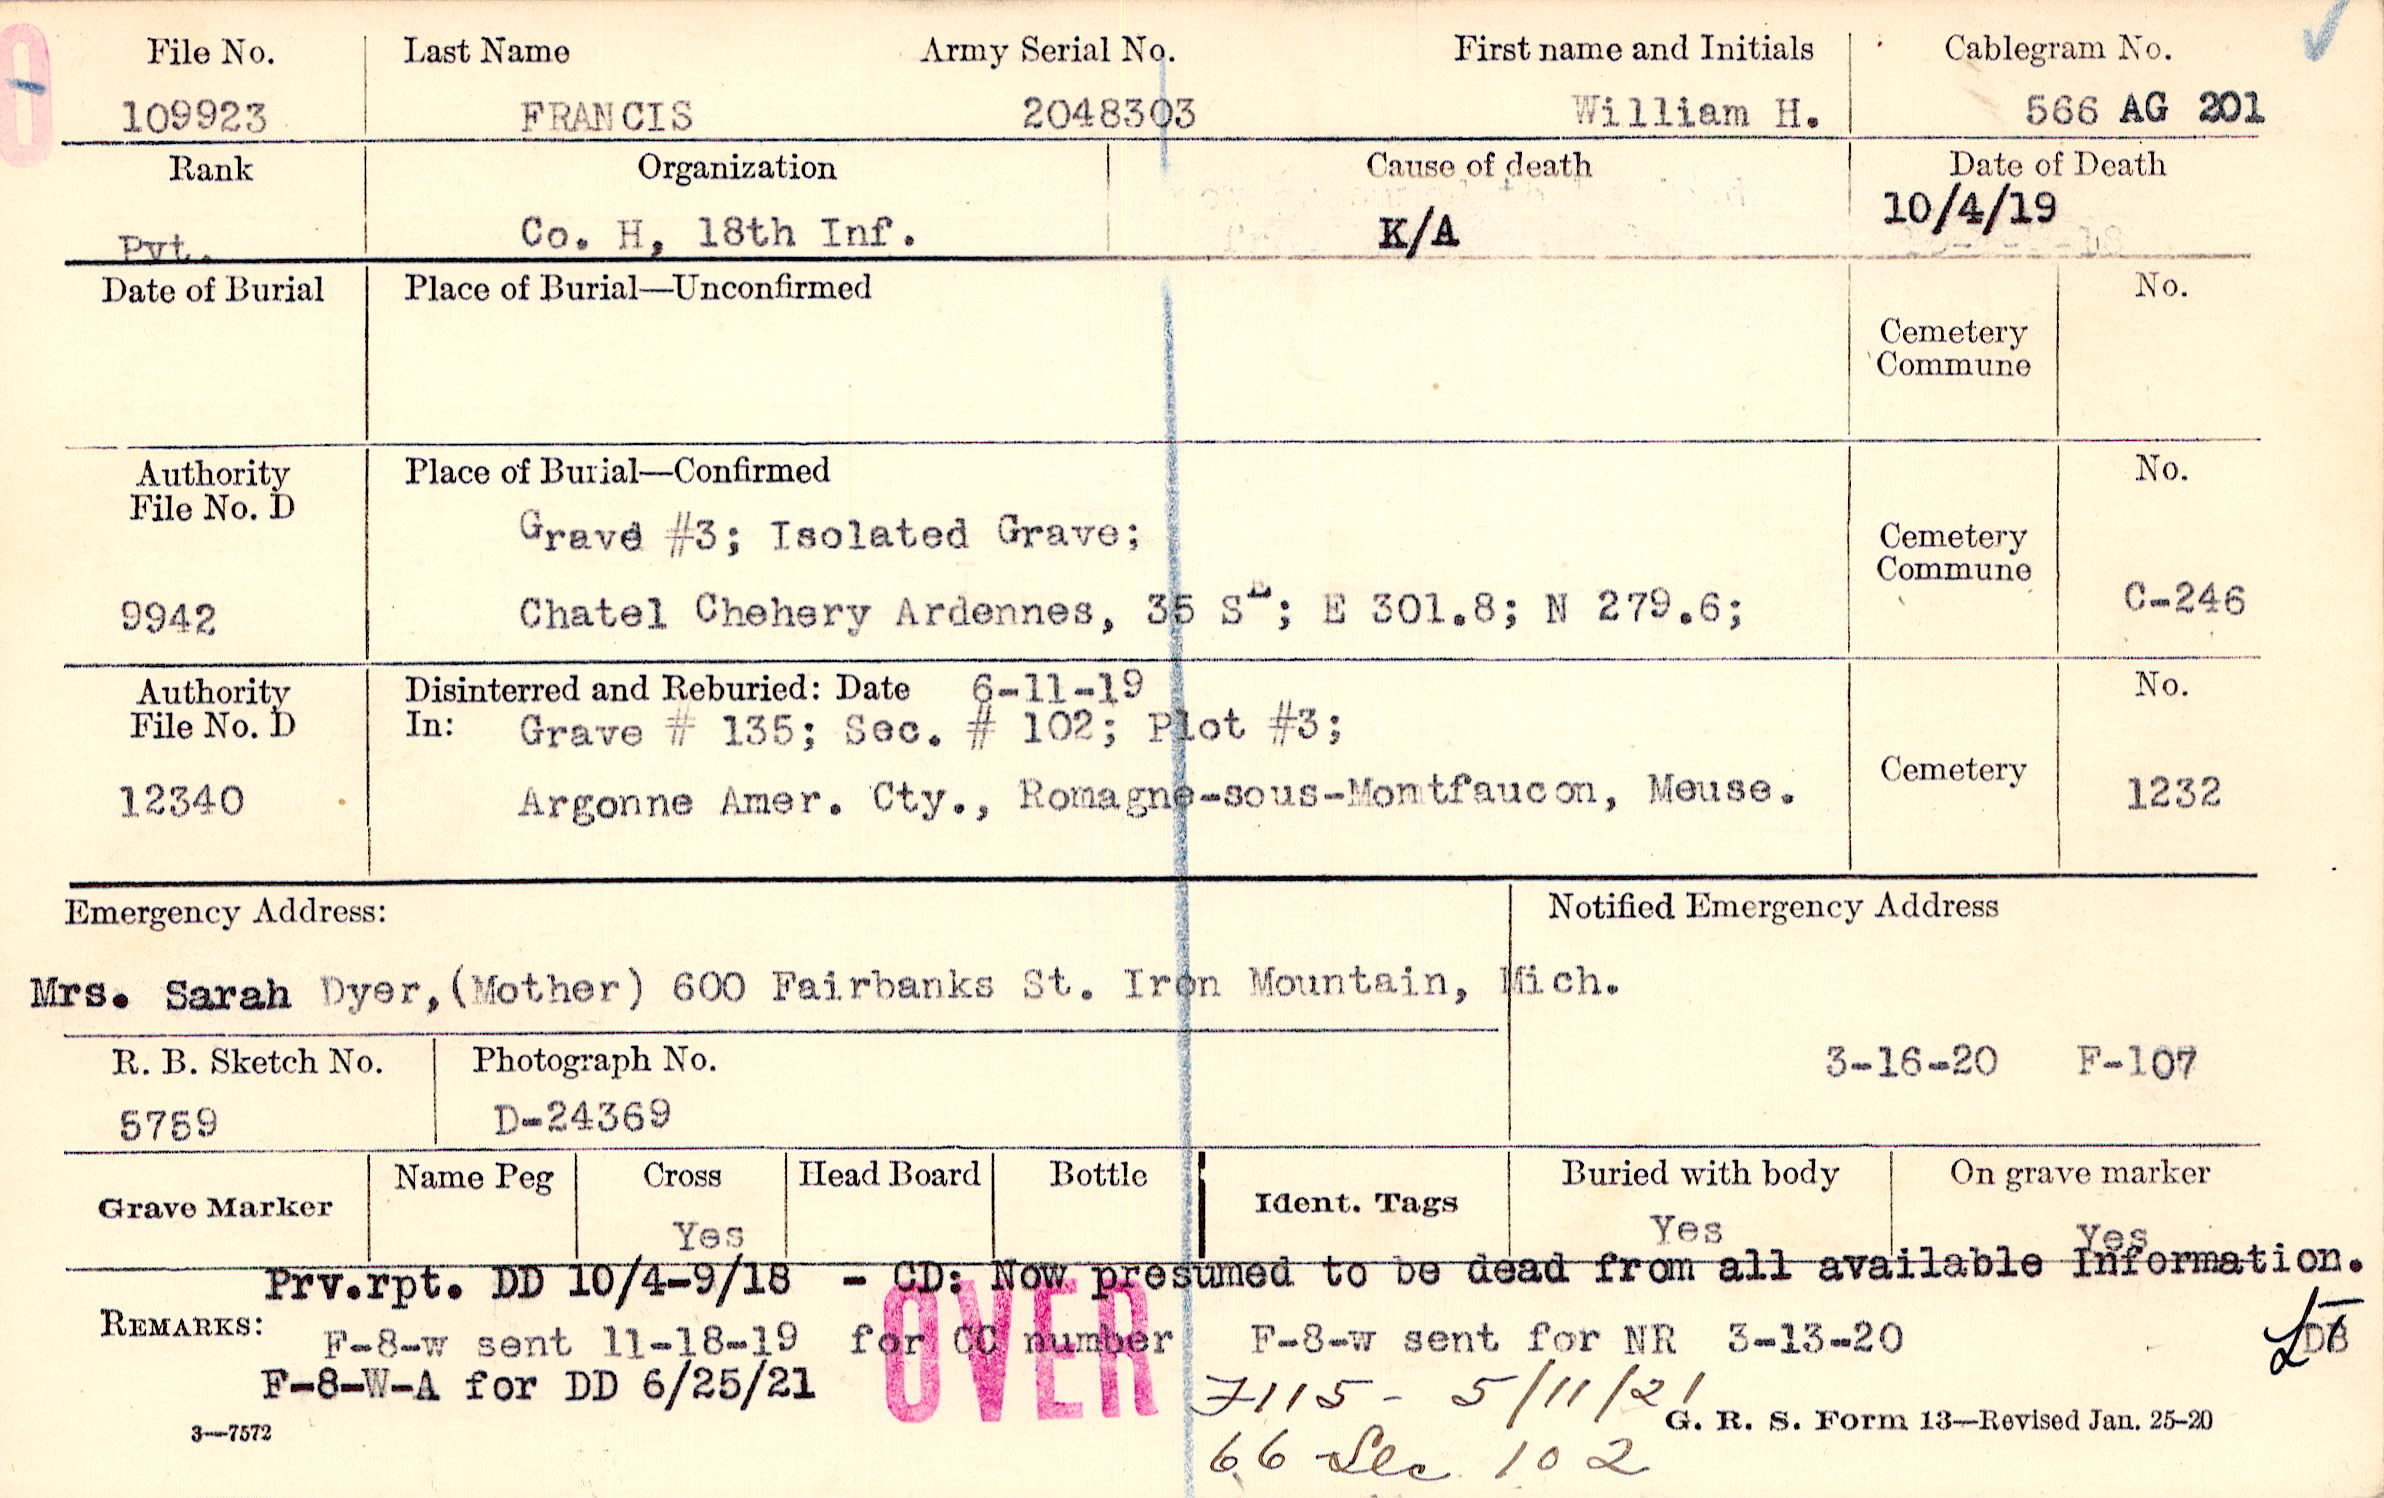 File No. Last Name Army Serial No. First name and Initials Cablegram No.
109923 FRANCIS 2048303 William H. 566 AG 201
Rank Organization Cause of death Date of Death
Pvt. Co. H, 18th Inf. K/A 10/4/19
Date of Burial Place of Burial—Unconfirmed No.
Cemetery
Commune
Authority Place of Burial—Confirmed No.
File No. D
Grave #3; Isolated Grave; Cemetery
Commune
9942 Chatel Chehery Ardennes, 35 SE; E 301.8; N 279.6; C-246
Authority Disinterred and Reburied: Date 6-11-19 No.
File No. D In: Grave # 135; Sec. # 102; Plot #3;
Cemetery
12340 Argonne Amer. Cty., Romagne-sous-Montfaucon, Meuse. 1232
Emergency Address: Notified Emergency Address
Mrs. Sarah Dyer,(Mother) 600 Fairbanks St. Iron Mountain, Mich.
R. B. Sketch No. Photograph No. 3-16-20 F-107
5759 D-24369
Grave Marker Name Peg Cross Head Board Bottle Ident. Tags Buried with body On grave marker
Yes Yes Yes
Prv.rpt. DD 10/4-9/18 - CD: Now presumed to be dead from all available Information.
REMARKS: F-8-w sent 11-18-19 for CC number F-8-w sent for NR 3-13-20 DB
OVER
F-8-W-A for DD 6/25/21 F115 - 5/11/21
3—7572 G. R. S. Form 13—Revised Jan. 25-20
66 Sec 102